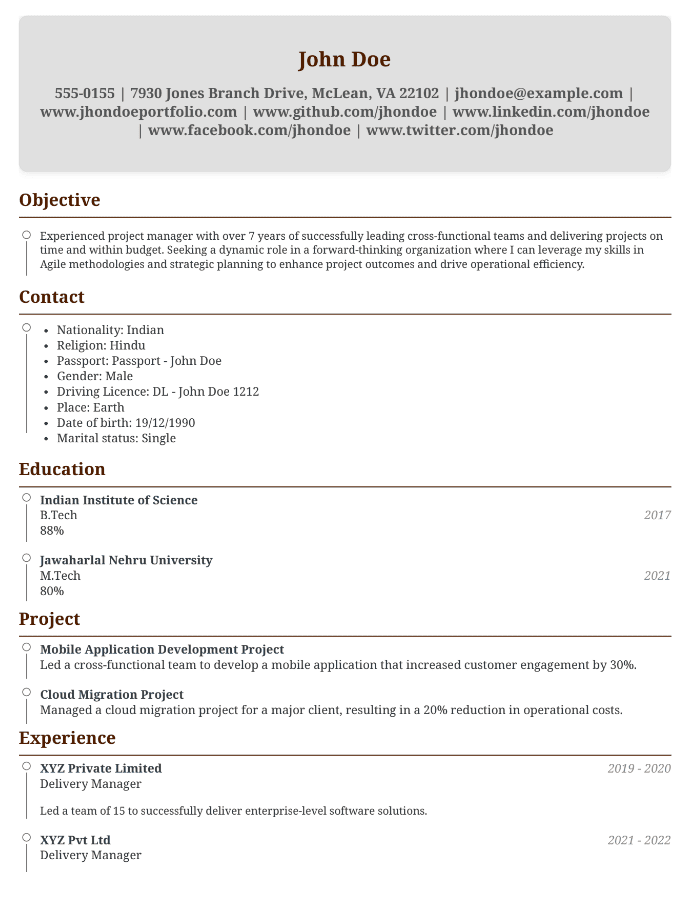 John Doe
555-0155 | 7930 Jones Branch Drive, McLean, VA 22102 | jhondoe@example.com |
www.jhondoeportfolio.com | www.github.com/jhondoe | www.linkedin.com/jhondoe
| www.facebook.com/jhondoe | www.twitter.com/jhondoe
Objective
Experienced project manager with over 7 years of successfully leading cross-functional teams and delivering projects on
time and within budget. Seeking a dynamic role in a forward-thinking organization where I can leverage my skills in
Agile methodologies and strategic planning to enhance project outcomes and drive operational efficiency.
Contact
• Nationality: Indian
• Religion: Hindu
• Passport: Passport - John Doe
• Gender: Male
• Driving Licence: DL - John Doe 1212
• Place: Earth
• Date of birth: 19/12/1990
• Marital status: Single
Education
Indian Institute of Science
B.Tech 2017
88%
Jawaharlal Nehru University
M.Tech 2021
80%
Project
Mobile Application Development Project
Led a cross-functional team to develop a mobile application that increased customer engagement by 30%.
Cloud Migration Project
Managed a cloud migration project for a major client, resulting in a 20% reduction in operational costs.
Experience
XYZ Private Limited 2019 - 2020
Delivery Manager
Led a team of 15 to successfully deliver enterprise-level software solutions.
XYZ Pvt Ltd 2021 - 2022
Delivery Manager